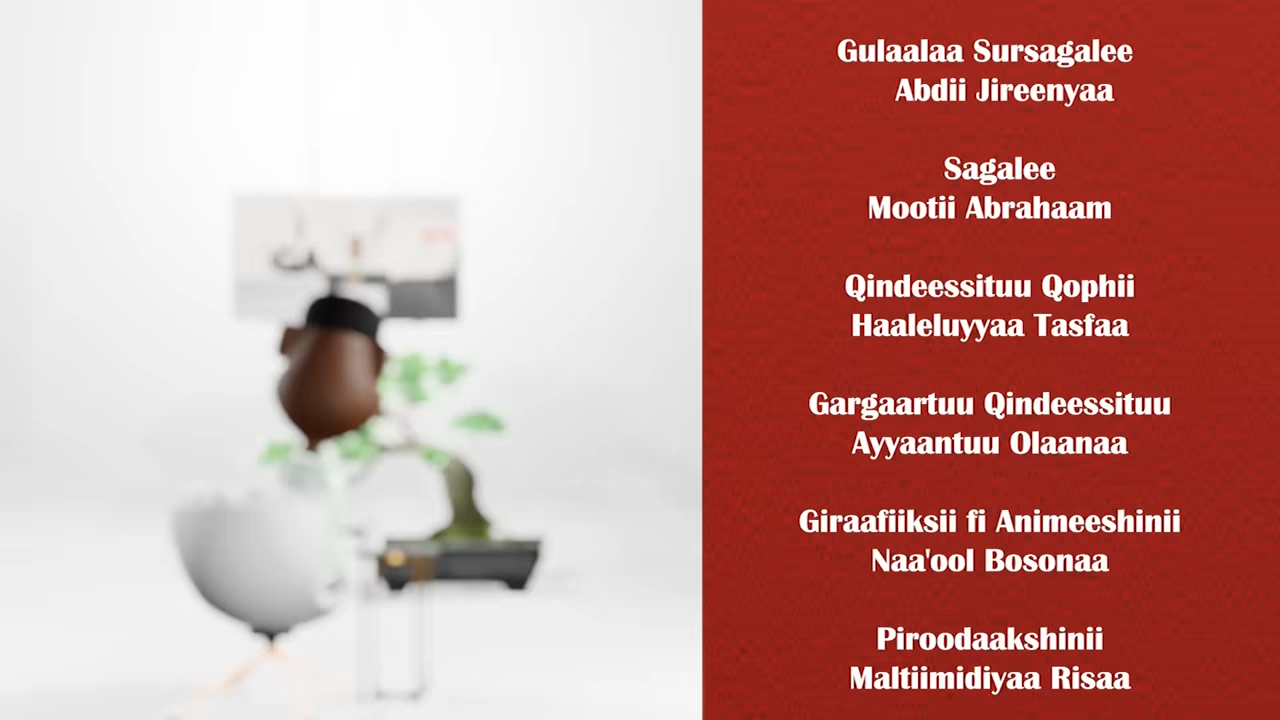 Gulaalaa Sursagalee
Abdii Jireenyaa
Sagalee
Mootii Abrahaam
Qindeessituu Qophii
Haaleluyyaa Tasfaa
Gargaartuu Qindeessituu
Ayyaantuu Olaanaa
Giraafiiksii fi Animeeshinii
Naa'ool Bosonaa
Piroodaakshinii
Maltiimidiyaa Risaa